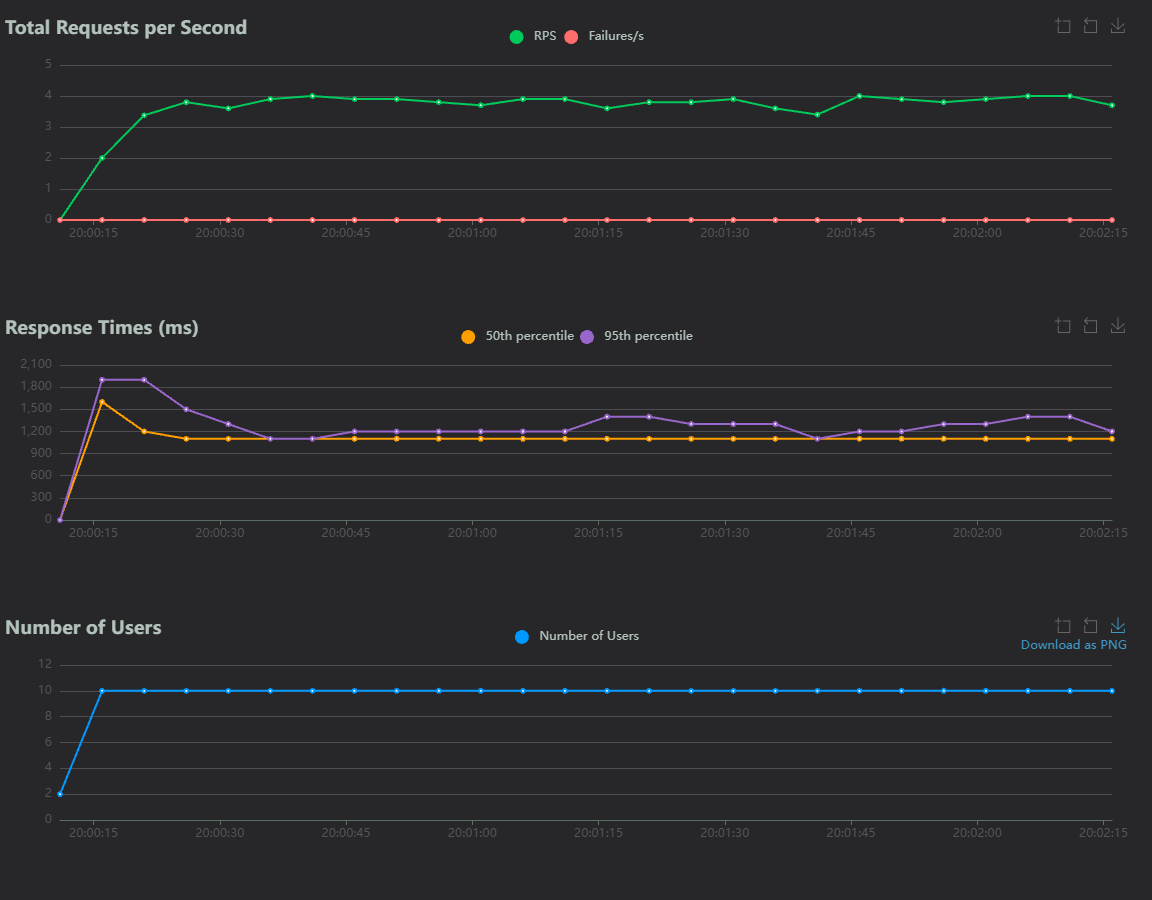 Total Requests per Second
RPS Failures/s
5
4
3
2
1
0
20:00:15 20:00:30 20:00:45 20:01:00 20:01:15 20:01:30 20:01:45 20:02:00 20:02:15
Response Times (ms)
50th percentile 95th percentile
2,100
1,800
1,500
1,200
900
600
300
0
20:00:15 20:00:30 20:00:45 20:01:00 20:01:15 20:01:30 20:01:45 20:02:00 20:02:15
Number of Users
Number of Users
Download as PNG
12
10
8
6
4
2
0
20:00:15 20:00:30 20:00:45 20:01:00 20:01:15 20:01:30 20:01:45 20:02:00 20:02:15